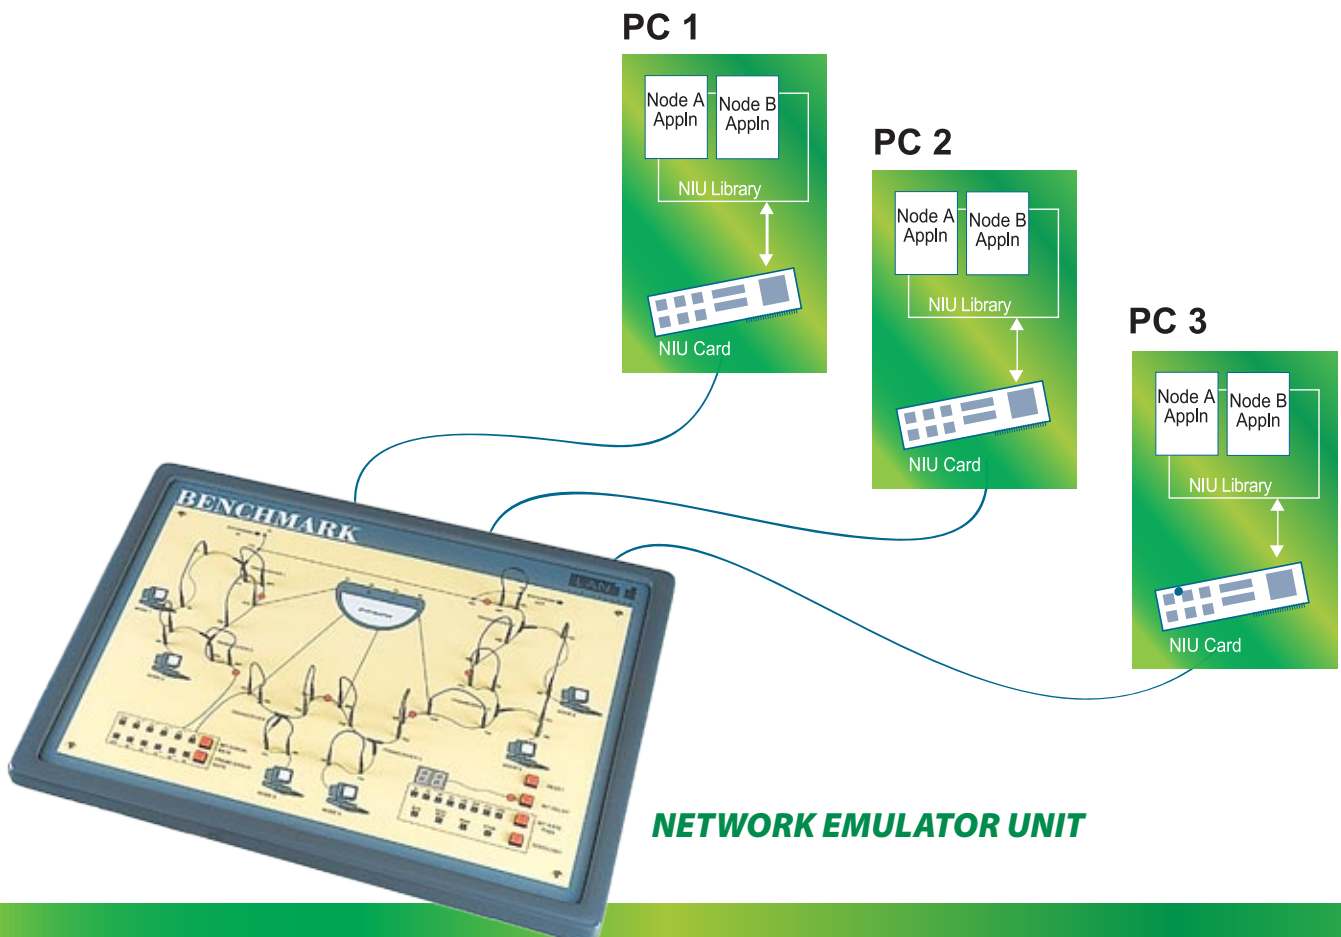 PC 1
Node A
Appln
Node B
Appln
NIU Library
NIU Card
PC 2
Node A
Appln
Node B
Appln
NIU Library
NIU Card
PC 3
Node A
Appln
Node B
Appln
NIU Library
NIU Card
BENCHMARK
LAN
88
NETWORK EMULATOR UNIT